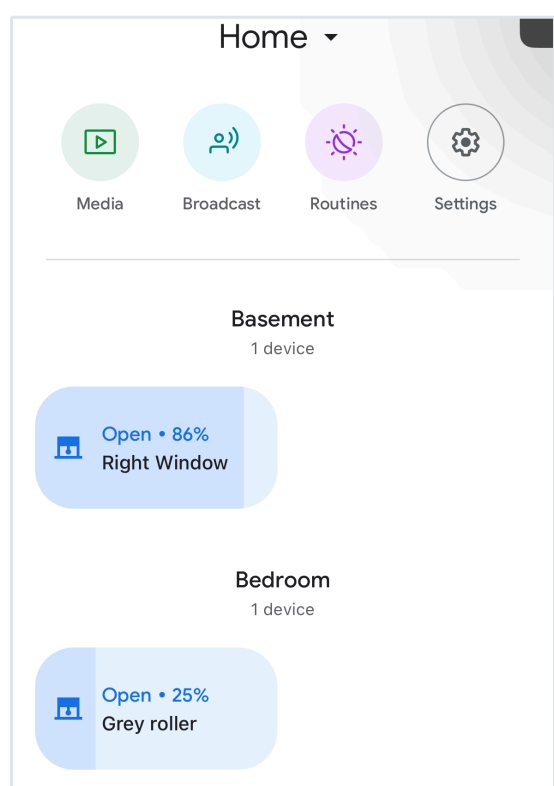 Home
Media Broadcast Routines Settings
Basement
1 device
Open • 86%
Right Window
Bedroom
1 device
Open • 25%
Grey roller